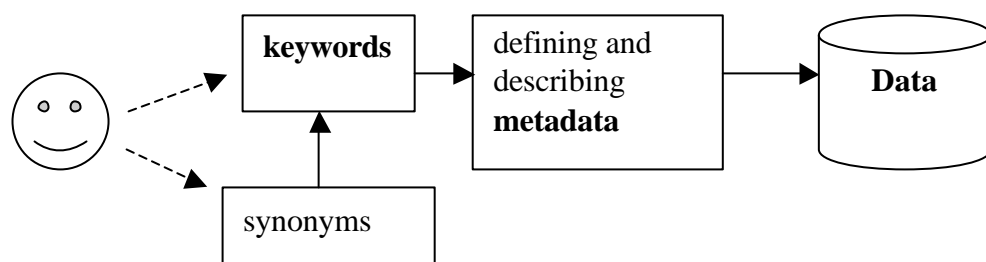 keywords
defining and
describing
metadata
Data
synonyms